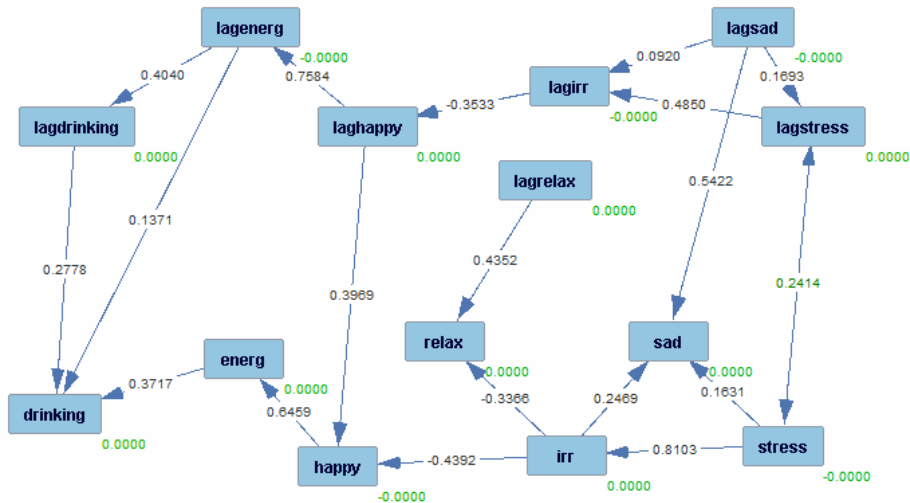 lagenerg
lagsad
-0.0000
-0.0000
0.0920
0.4040
0.7584
0.1693
lagirr
-0.3533
0.4850
-0.0000
lagdrinking
laghappy
lagstress
0.0000
0.0000
0.0000
lagrelax
0.5422
0.0000
0.1371
0.4352
0.2778
0.3969
0.2414
relax
sad
energ
0.0000
0.0000
0.3717
0.0000
0.1631
-0.3366
0.2469
drinking
0.6459
0.0000
stress
0.8103
irr
-0.4392
happy
-0.0000
0.0000
-0.0000